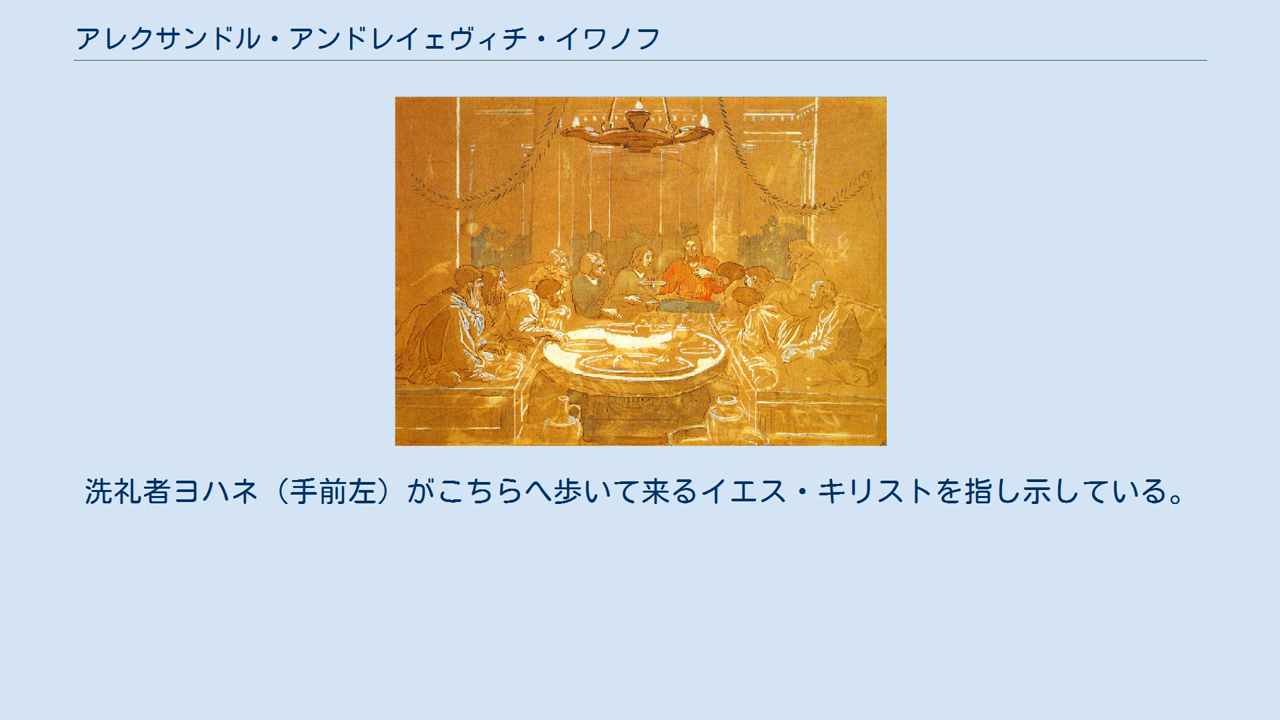 アレクサンドル・アンドレイェヴィチ・イワノフ
洗礼者ヨハネ（手前左）がこちらへ歩いて来るイエス・キリストを指し示している。